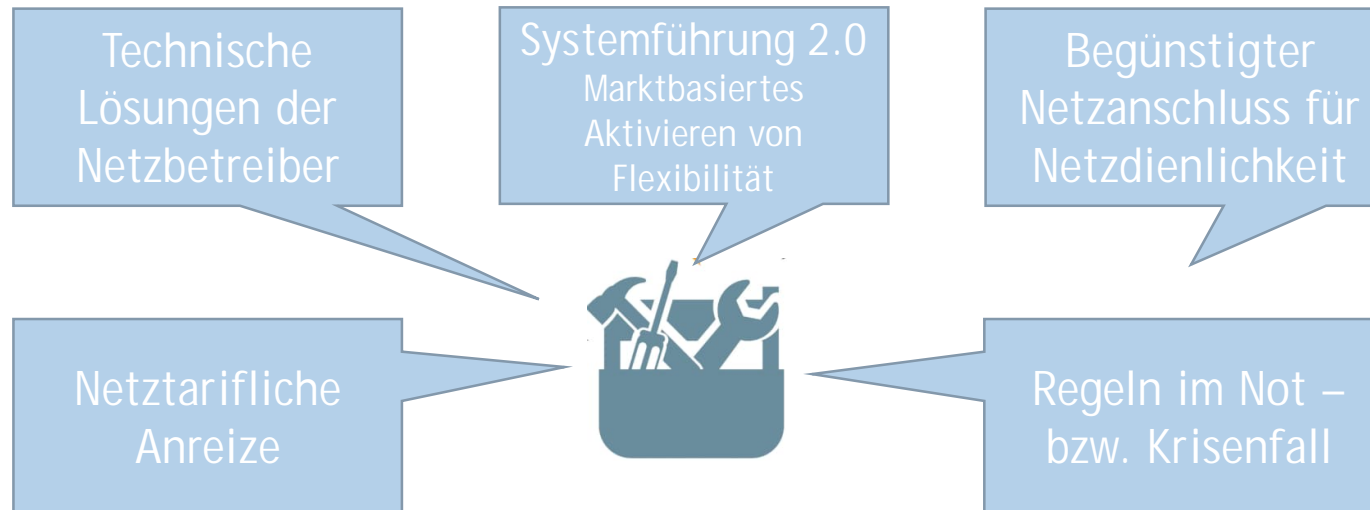 Technische
Lösungen der
Netzbetreiber
Systemführung 2.0
Marktbasiertes
Aktivieren von
Flexibilität
Begünstigter
Netzanschluss für
Netzdienlichkeit
Netztarifliche
Anreize
Regeln im Not –
bzw. Krisenfall